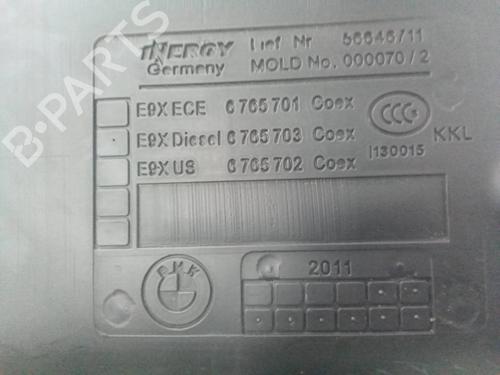 INERGY Lief Nr 56646/11
Germany MOLD No. 000070/2
E9X ECE 6 765 701 Coex
E9X Diesel 6 765 703 Coex
E9X US 6 765 702 Coex
CCC KKL
I130015
2011
B-PARTS